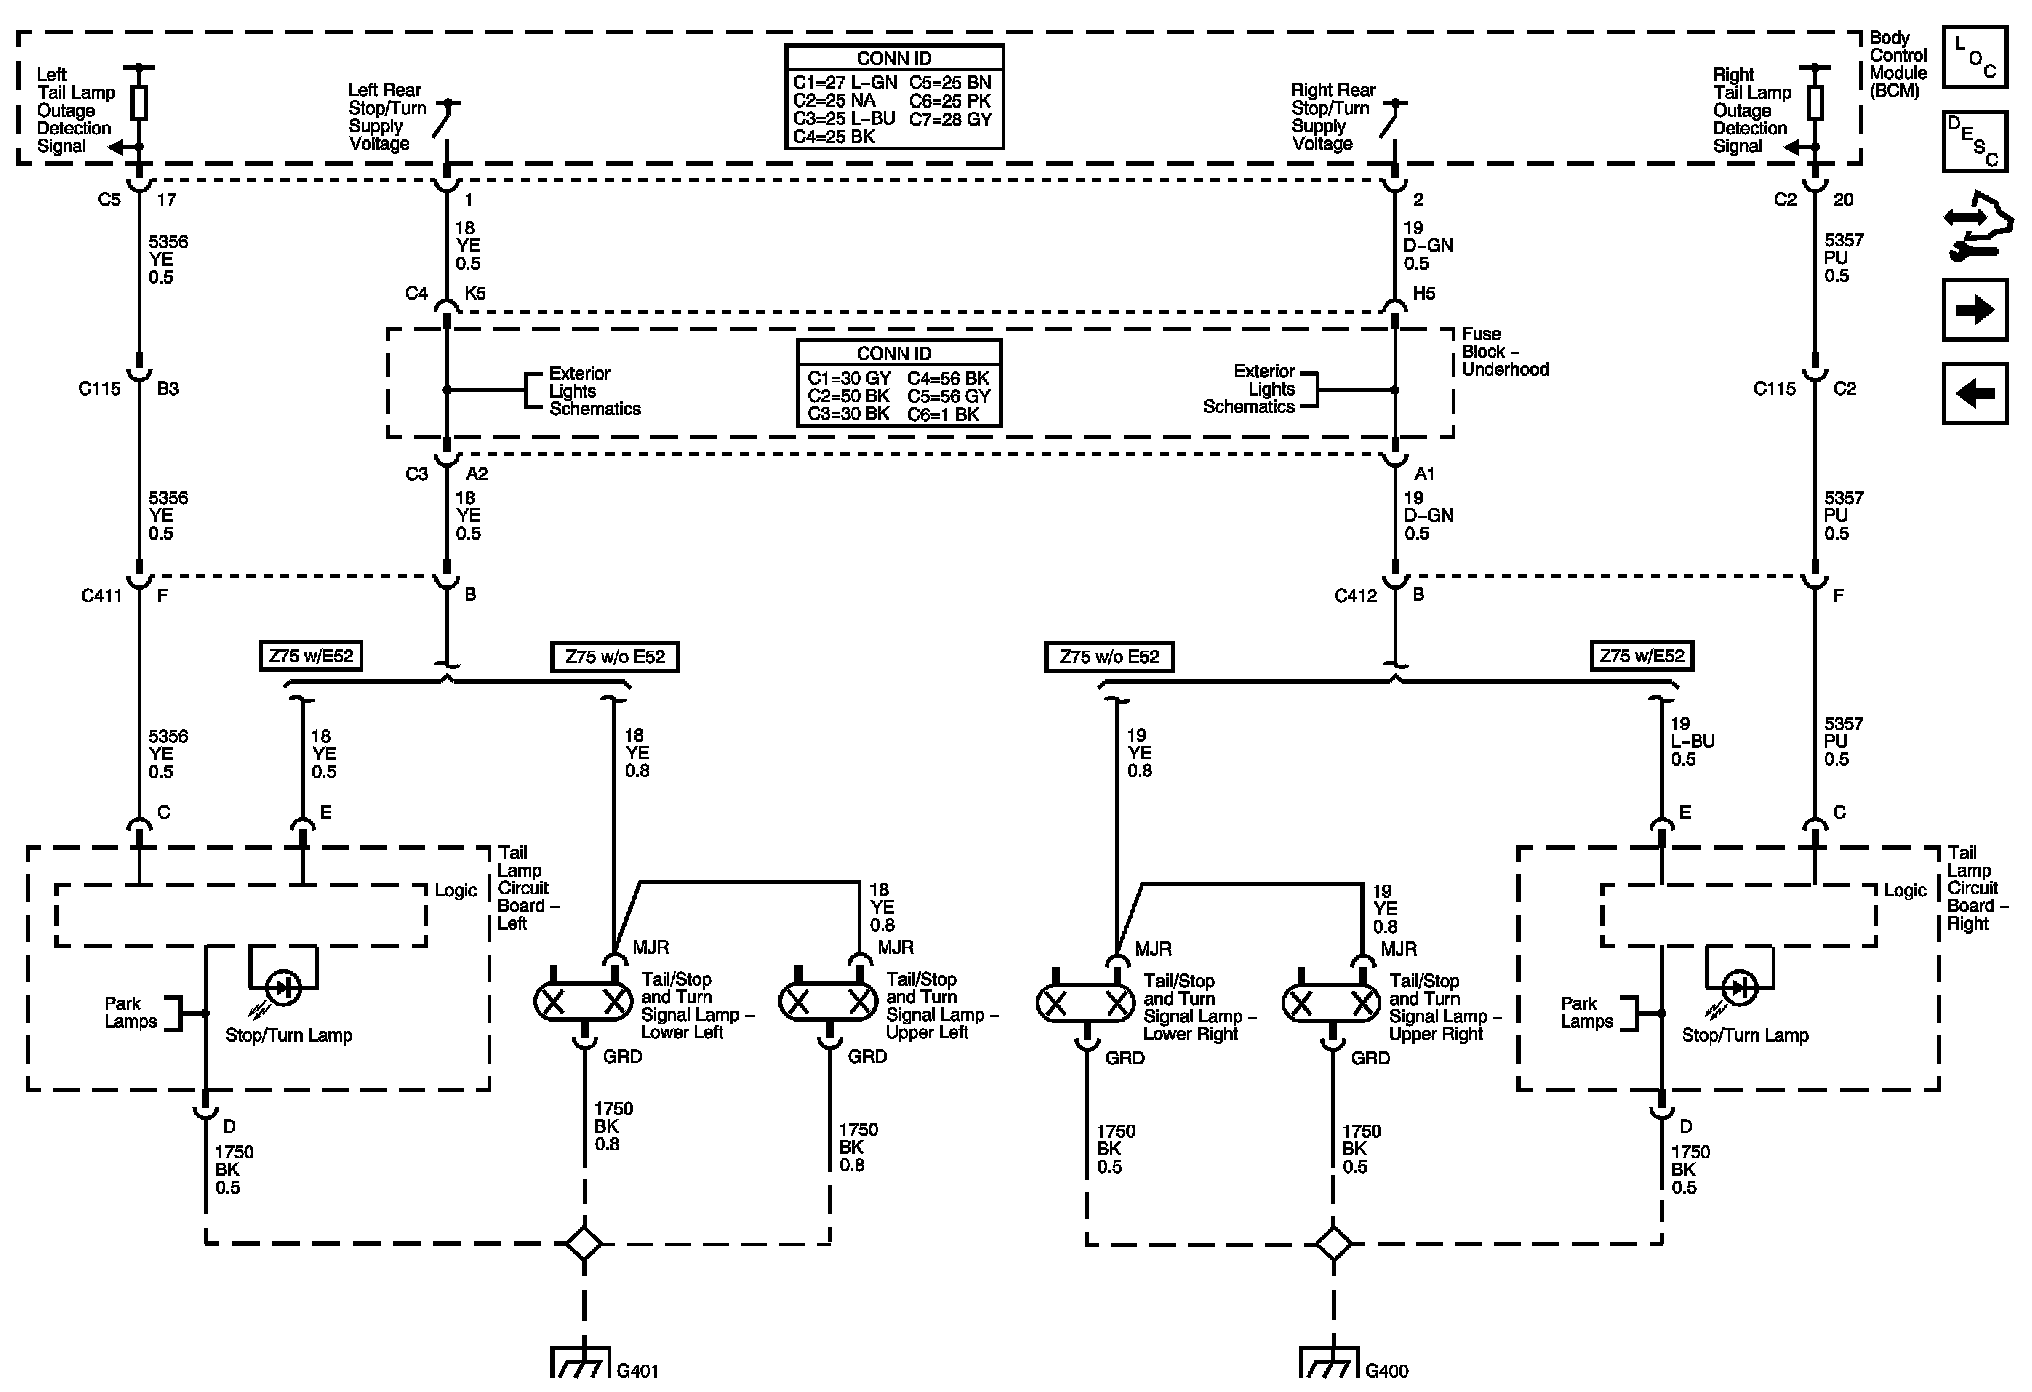 Left
Tail Lamp
Outage
Detection
Signal
Left Rear
Stop/Turn
Supply
Voltage
CONN ID
C1=27 L-GN C5=25 BN
C2=25 NA C6=25 PK
C3=25 L-BU C7=28 GY
C4=25 BK
Right Rear
Stop/Turn
Supply
Voltage
Right
Tail Lamp
Outage
Detection
Signal
Body
Control
Module
(BCM)
LOC
DESC
C5 17
1
2
C2 20
5356
YE
0.5
18
YE
0.5
19
D-GN
0.5
5357
PU
0.5
C4 K5
H5
Fuse
Block -
Underhood
Exterior
Lights
Schematics
CONN ID
C1=30 GY C4=56 BK
C2=50 BK C5=56 GY
C3=30 BK C6=1 BK
Exterior
Lights
Schematics
C115 B3
C115 C2
C3 A2
A1
5356
YE
0.5
18
YE
0.5
19
D-GN
0.5
5357
PU
0.5
C411 F
B
C412 B
F
Z75 w/E52
Z75 w/o E52
Z75 w/o E52
Z75 w/E52
5356
YE
0.5
18
YE
0.5
18
YE
0.8
19
YE
0.8
19
L-BU
0.5
5357
PU
0.5
C
E
E
C
Tail
Lamp
Circuit
Board -
Left
Logic
Park
Lamps
Stop/Turn Lamp
18
YE
0.8
MJR
MJR
Tail/Stop
and Turn
Signal Lamp -
Lower Left
Tail/Stop
and Turn
Signal Lamp -
Upper Left
GRD
GRD
19
YE
0.8
MJR
MJR
Tail/Stop
and Turn
Signal Lamp -
Lower Right
Tail/Stop
and Turn
Signal Lamp -
Upper Right
GRD
GRD
Tail
Lamp
Circuit
Board -
Right
Logic
Park
Lamps
Stop/Turn Lamp
D
1750
BK
0.5
1750
BK
0.8
1750
BK
0.8
1750
BK
0.5
1750
BK
0.5
D
1750
BK
0.5
G401
G400